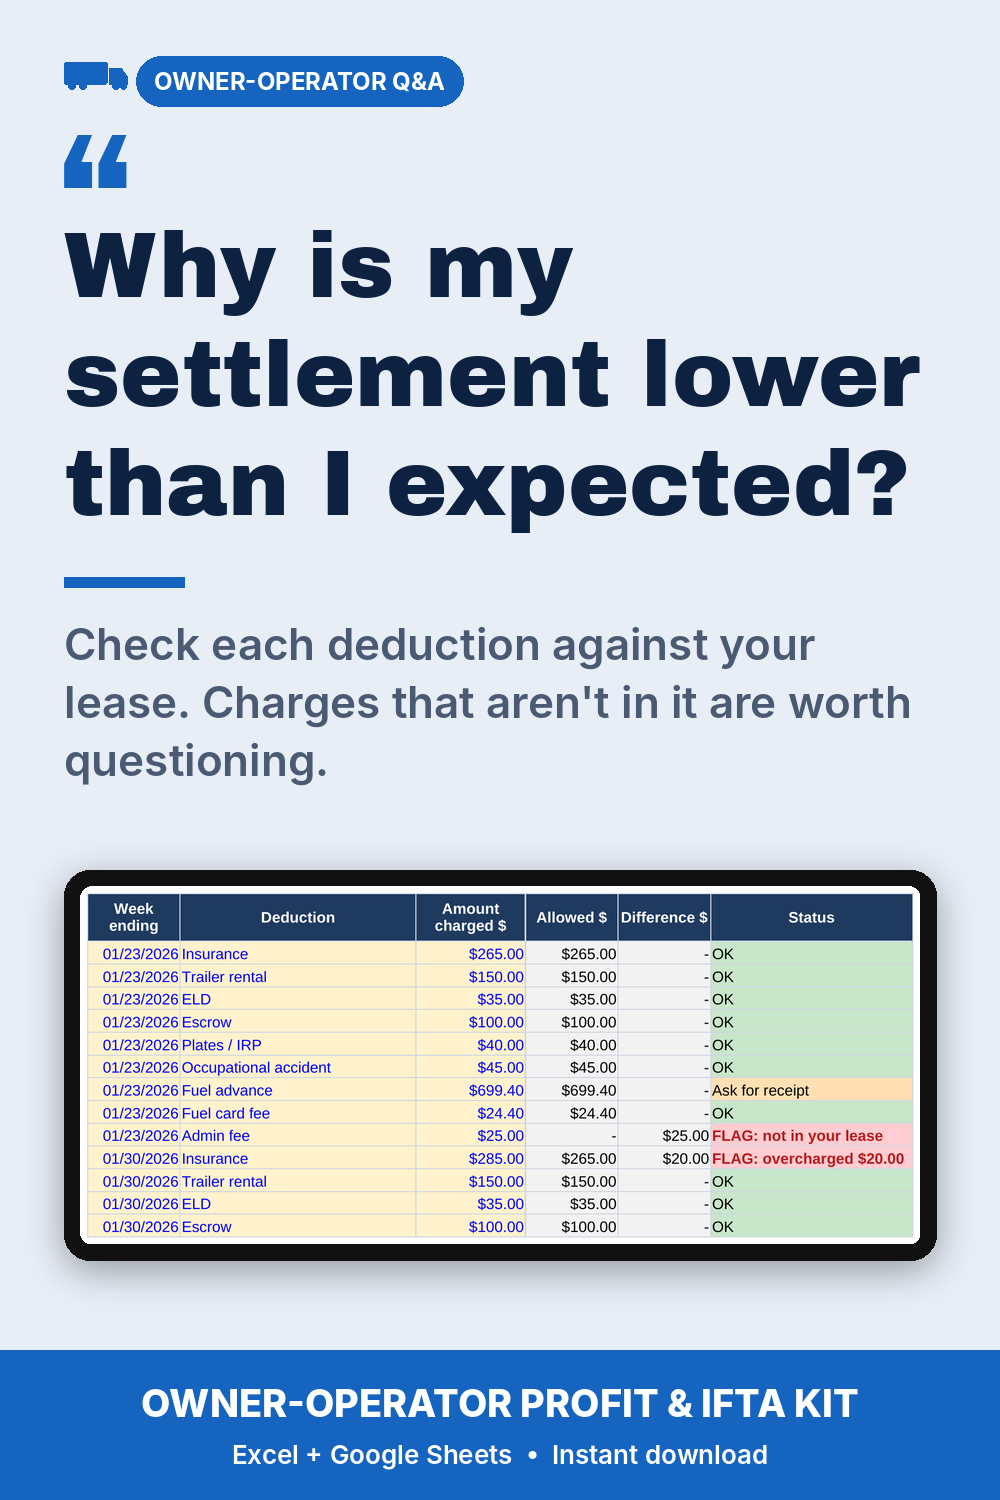 OWNER-OPERATOR Q&A
“
Why is my
settlement lower
than I expected?
Check each deduction against your
lease. Charges that aren't in it are worth
questioning.
Week ending Deduction Amount charged $ Allowed $ Difference $ Status
01/23/2026 Insurance $265.00 $265.00 - OK
01/23/2026 Trailer rental $150.00 $150.00 - OK
01/23/2026 ELD $35.00 $35.00 - OK
01/23/2026 Escrow $100.00 $100.00 - OK
01/23/2026 Plates / IRP $40.00 $40.00 - OK
01/23/2026 Occupational accident $45.00 $45.00 - OK
01/23/2026 Fuel advance $699.40 $699.40 - Ask for receipt
01/23/2026 Fuel card fee $24.40 $24.40 - OK
01/23/2026 Admin fee $25.00 - $25.00 FLAG: not in your lease
01/30/2026 Insurance $285.00 $265.00 $20.00 FLAG: overcharged $20.00
01/30/2026 Trailer rental $150.00 $150.00 - OK
01/30/2026 ELD $35.00 $35.00 - OK
01/30/2026 Escrow $100.00 $100.00 - OK
OWNER-OPERATOR PROFIT & IFTA KIT
Excel + Google Sheets • Instant download